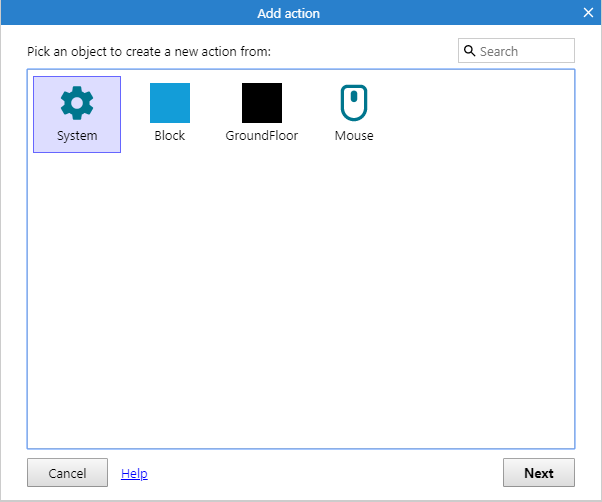 Add action
Pick an object to create a new action from:
Search
System
Block
GroundFloor
Mouse
Cancel
Help
Next